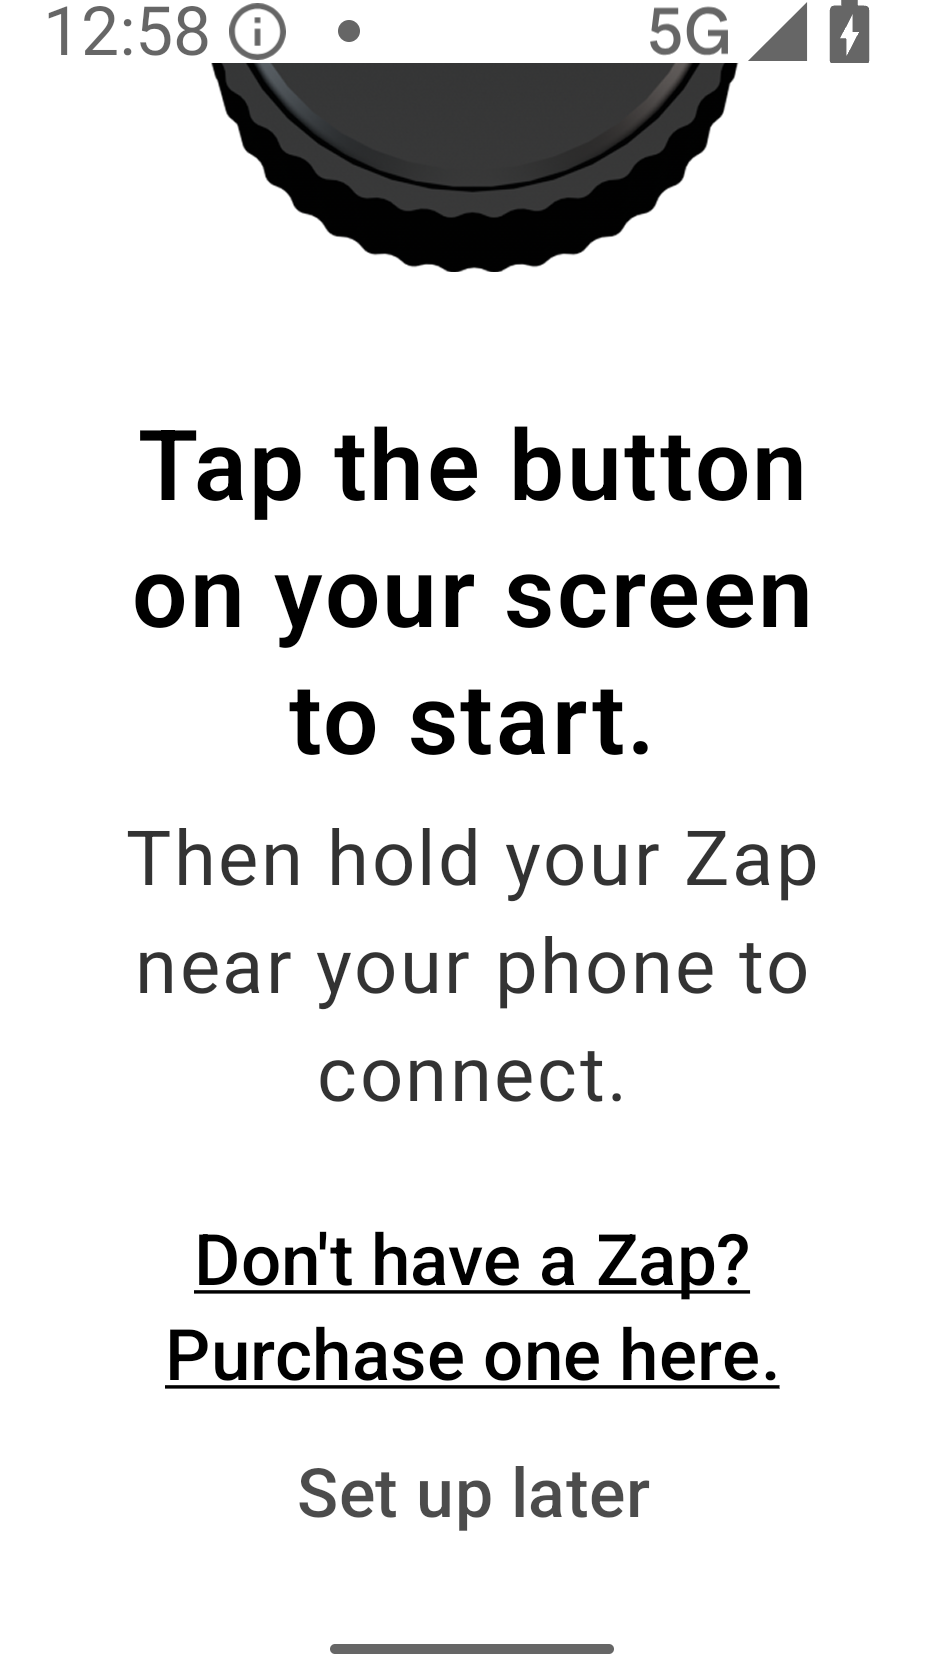 12:58 5G
Tap the button
on your screen
to start.
Then hold your Zap
near your phone to
connect.
Don't have a Zap?
Purchase one here.
Set up later